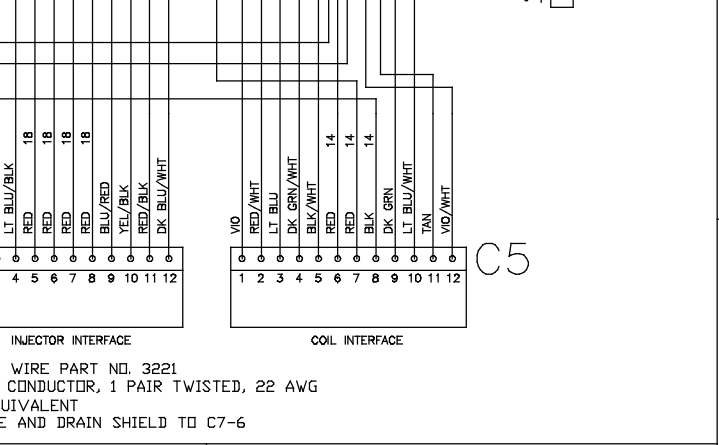 18 18 18 18
LT BLU/BLK
RED
RED
RED
RED
BLU/RED
YEL/BLK
RED/BLK
DK BLU/WHT
4 5 6 7 8 9 10 11 12
INJECTOR INTERFACE
14 14 14
VIO
RED/WHT
LT BLU
DK GRN/WHT
BLK/WHT
RED
RED
BLK
DK GRN
LT BLU/WHT
TAN
VIO/WHT
C5
1 2 3 4 5 6 7 8 9 10 11 12
COIL INTERFACE
WIRE PART NO. 3221
CONDUCTOR, 1 PAIR TWISTED, 22 AWG
UIVALENT
E AND DRAIN SHIELD TO C7-6